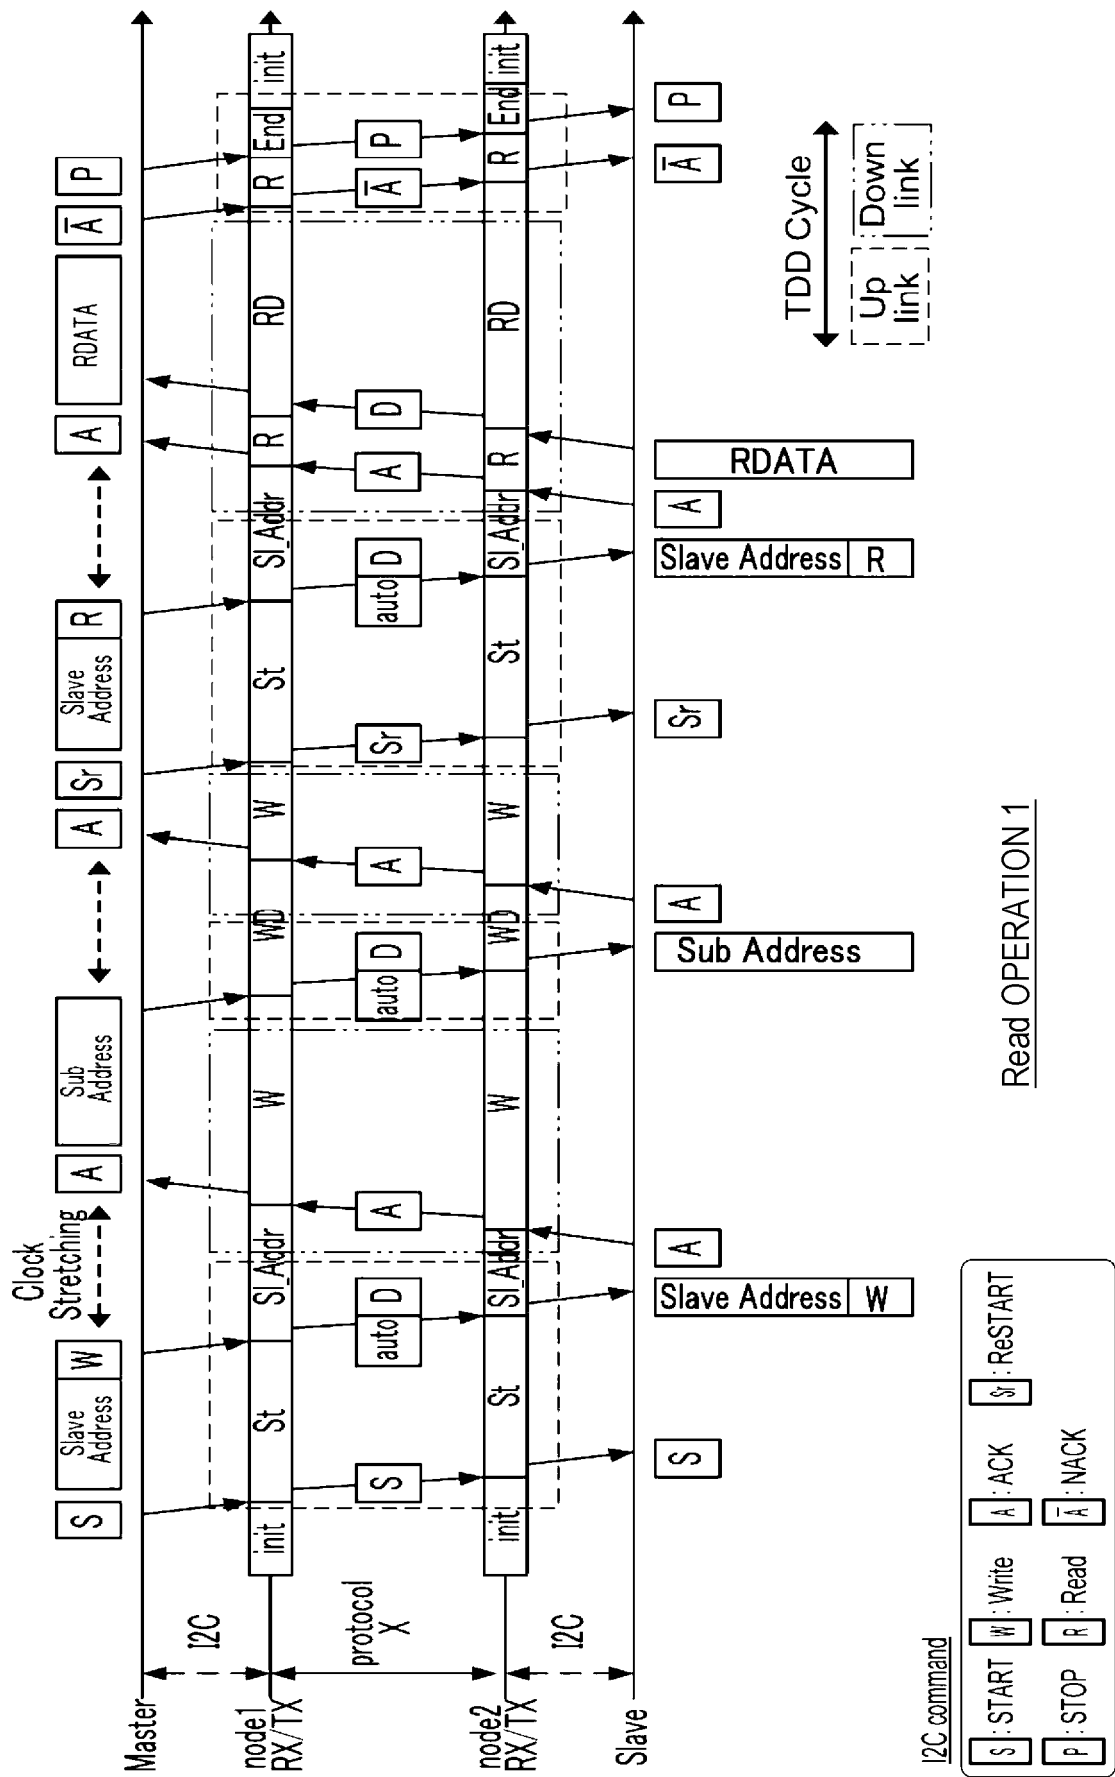 Clock
Stretching
S
Slave
Address
W
A
Sub
Address
A
Sr
Slave
Address
R
A
RDATA
A̅
P
Master
I2C
node1
RX/TX
init
St
Sl_Addr
W
WD
W
St
Sl_Addr
R
RD
R
End
init
protocol
X
S
auto
D
A
auto
D
A
Sr
auto
D
A
D
A̅
P
node2
RX/TX
init
St
Sl_Addr
W
WD
W
St
Sl_Addr
R
RD
R
End
init
I2C
Slave
S
Slave Address W
A
Sub Address
A
Sr
Slave Address R
A
RDATA
A̅
P
TDD Cycle
Up
link
Down
link
Read OPERATION 1
I2C command
S : START
W : Write
A : ACK
Sr : ReSTART
P : STOP
R : Read
A̅ : NACK